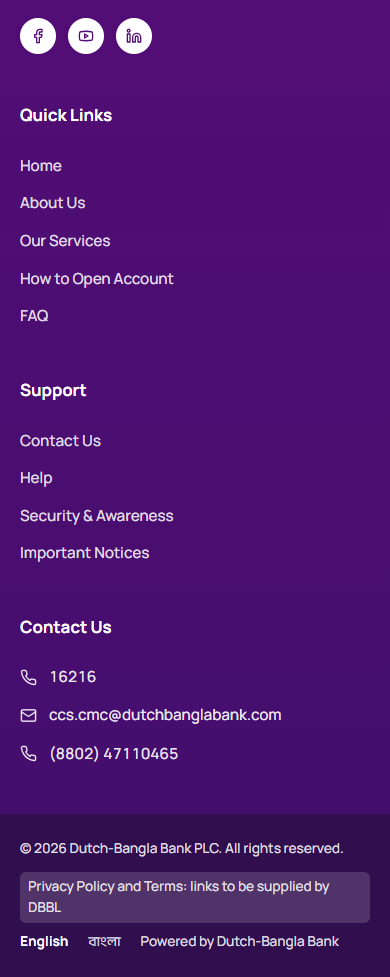 Quick Links
Home
About Us
Our Services
How to Open Account
FAQ
Support
Contact Us
Help
Security & Awareness
Important Notices
Contact Us
16216
ccs.cmc@dutchbanglabank.com
(8802) 47110465
© 2026 Dutch-Bangla Bank PLC. All rights reserved.
Privacy Policy and Terms: links to be supplied by
DBBL
English বাংলা Powered by Dutch-Bangla Bank